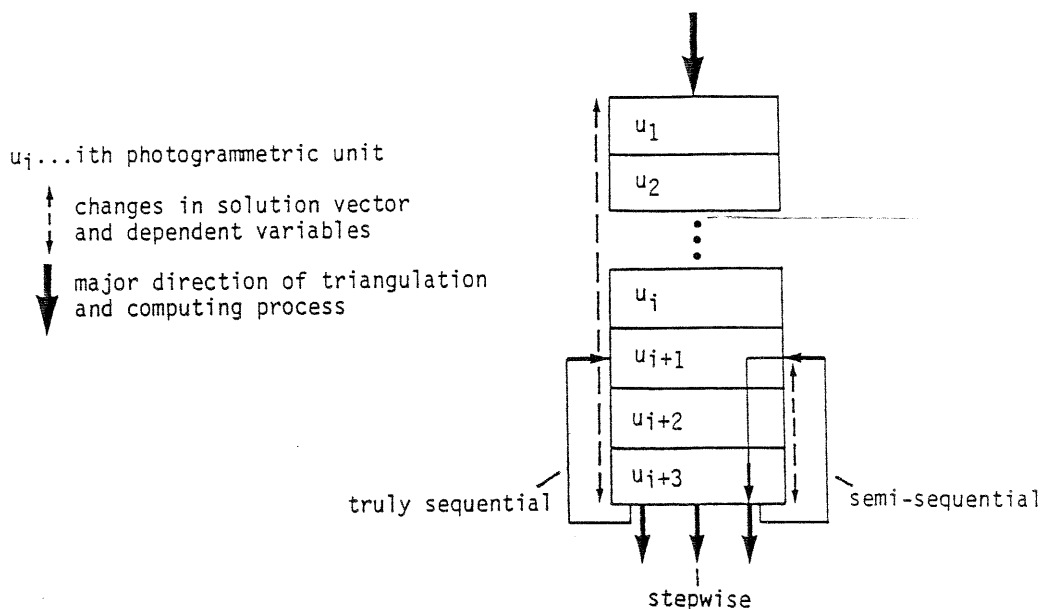 u1
u2
ui...ith photogrammetric unit
changes in solution vector
and dependent variables
major direction of triangulation
and computing process
ui
ui+1
ui+2
ui+3
truly sequential
semi-sequential
stepwise